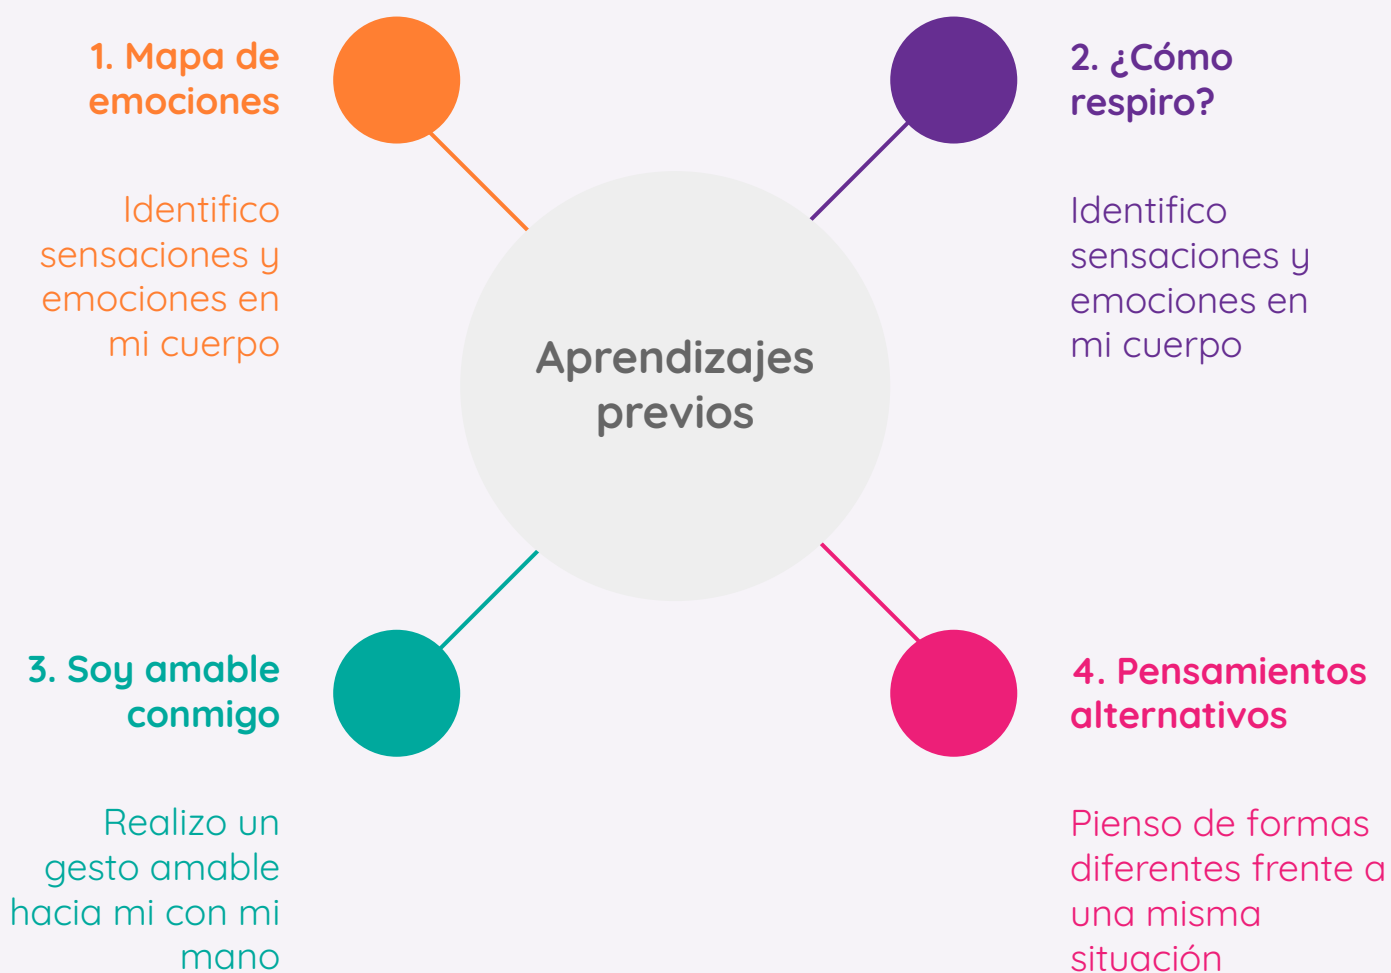 1. Mapa de
emociones
Identifico
sensaciones y
emociones en
mi cuerpo
2. ¿Cómo
respiro?
Identifico
sensaciones y
emociones en
mi cuerpo
Aprendizajes
previos
3. Soy amable
conmigo
Realizo un
gesto amable
hacia mi con mi
mano
4. Pensamientos
alternativos
Pienso de formas
diferentes frente a
una misma
situación